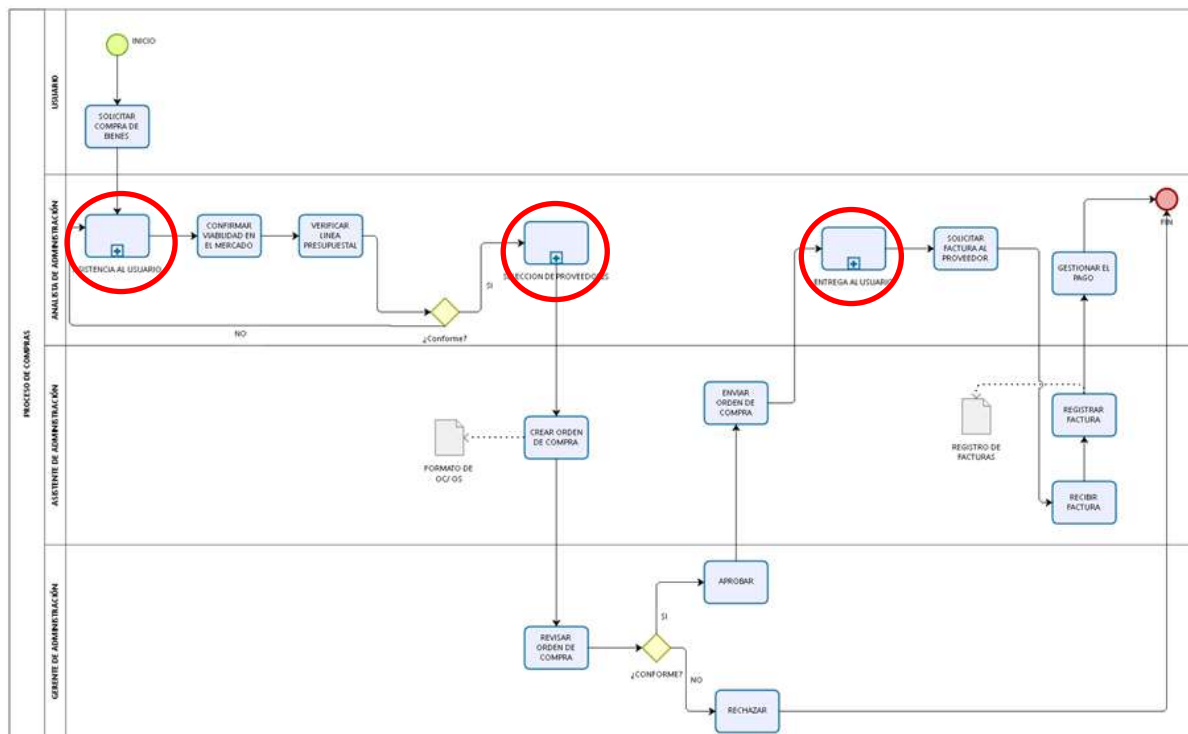 PROCESO DE COMPRAS
USUARIO
INICIO
SOLICITAR
COMPRA DE
BIENES
ANALISTA DE ADMINISTRACIÓN
ASISTENCIA AL USUARIO
CONFIRMAR
VIABILIDAD EN
EL MERCADO
VERIFICAR
LINEA
PRESUPUESTAL
¿Conforme?
NO
SI
SELECCION DE PROVEEDORES
ENTREGA AL USUARIO
SOLICITAR
FACTURA AL
PROVEEDOR
GESTIONAR EL
PAGO
FIN
ASISTENTE DE ADMINISTRACIÓN
FORMATO DE
OC/ OS
CREAR ORDEN
DE COMPRA
ENVIAR
ORDEN DE
COMPRA
REGISTRO DE
FACTURAS
REGISTRAR
FACTURA
RECIBIR
FACTURA
GERENTE DE ADMINISTRACIÓN
REVISAR
ORDEN DE
COMPRA
¿CONFORME?
SI
NO
APROBAR
RECHAZAR